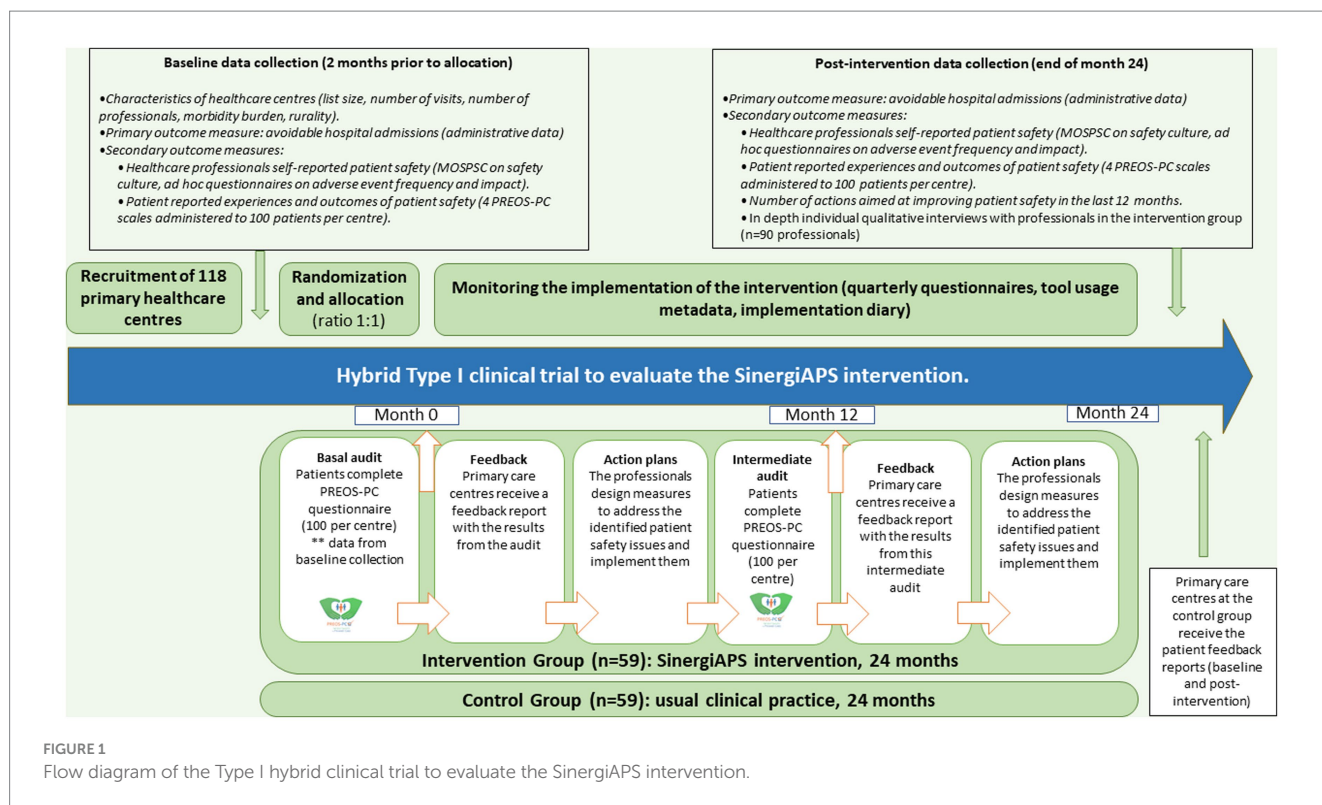 Baseline data collection (2 months prior to allocation)
•Characteristics of healthcare centres (list size, number of visits, number of
professionals, morbidity burden, rurality).
•Primary outcome measure: avoidable hospital admissions (administrative data)
•Secondary outcome measures:
•Healthcare professionals self-reported patient safety (MOSPSC on safety
culture, ad hoc questionnaires on adverse event frequency and impact).
•Patient reported experiences and outcomes of patient safety (4 PREOS-PC
scales administered to 100 patients per centre).
Post-intervention data collection (end of month 24)
•Primary outcome measure: avoidable hospital admissions (administrative data)
•Secondary outcome measures:
•Healthcare professionals self-reported patient safety (MOSPSC on safety culture, ad
hoc questionnaires on adverse event frequency and impact).
•Patient reported experiences and outcomes of patient safety (4 PREOS-PC scales
administered to 100 patients per centre).
•Number of actions aimed at improving patient safety in the last 12 months.
•In depth individual qualitative interviews with professionals in the intervention group
(n=90 professionals)
Recruitment of 118
primary healthcare
centres
Randomization
and allocation
(ratio 1:1)
Monitoring the implementation of the intervention (quarterly questionnaires, tool usage
metadata, implementation diary)
Hybrid Type I clinical trial to evaluate the SinergiAPS intervention.
Month 0
Month 12
Month 24
Basal audit
Patients complete
PREOS-PC
questionnaire
(100 per centre)
** data from
baseline collection
PREOS-PC
Feedback
Primary care
centres receive a
feedback report
with the results
from the audit
Action plans
The professionals
design measures
to address the
identified patient
safety issues and
implement them
Intermediate
audit
Patients
complete
PREOS-PC
questionnaire
(100 per
centre)
PREOS-PC
Feedback
Primary care
centres receive a
feedback report
with the results
from this
intermediate
audit
Action plans
The professionals
design measures
to address the
identified patient
safety issues and
implement them
Intervention Group (n=59): SinergiAPS intervention, 24 months
Control Group (n=59): usual clinical practice, 24 months
Primary care
centres at the
control group
receive the
patient feedback
reports (baseline
and post-
intervention)
FIGURE 1
Flow diagram of the Type I hybrid clinical trial to evaluate the SinergiAPS intervention.